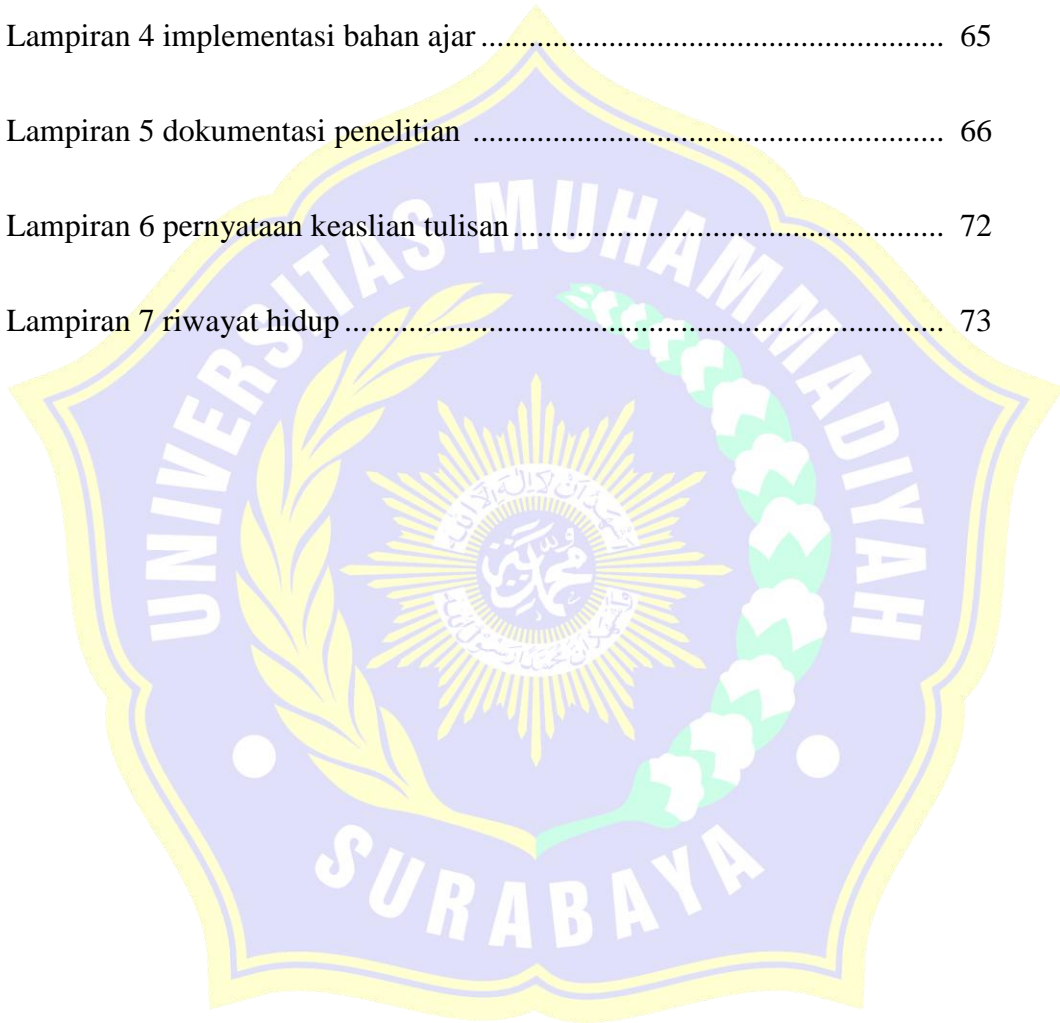 Lampiran 4 implementasi bahan ajar .......................................................... 65
Lampiran 5 dokumentasi penelitian ........................................................... 66
Lampiran 6 pernyataan keaslian tulisan ...................................................... 72
Lampiran 7 riwayat hidup ........................................................................... 73
UNIVERSITAS MUHAMMADIYAH
محمد
SURABAYA